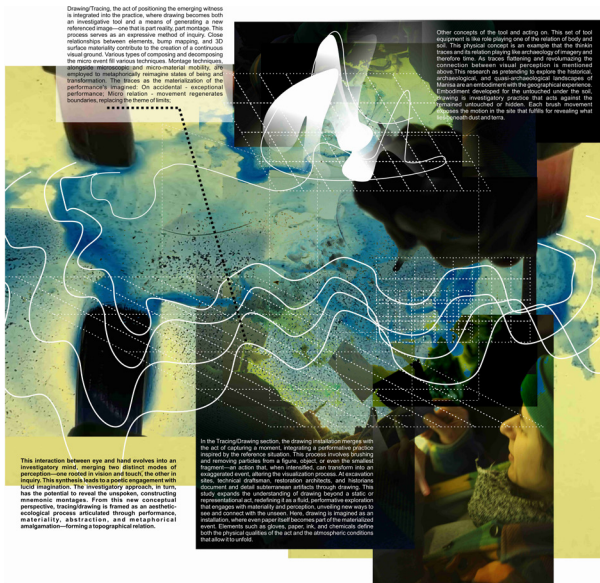 Drawing/Tracing, the act of positioning the emerging witness
is integrated into the practice, where drawing becomes both
an investigative tool and a means of generating a new
referenced image—one that is part reality, part montage. This
process serves as an expressive method of inquiry. Close
relationships between elements, bump mapping, and 3D
surface materiality contribute to the creation of a continuous
visual ground. Various types of composing and decomposing
the micro event fill various techniques. Montage techniques,
alongside microscopic and micro-material mobility, are
employed to metaphorically reimagine states of being and
transformation. The traces as the materialization of the
performance's imagined: On accidental - exceptional
performance; Micro relation - movement regenerates
boundaries, replacing the theme of limits;
Other concepts of the tool and acting on. This set of tool
equipment is like role playing one of the relation of body and
soil. This physical concept is an example that the thinkin
traces and its relation playing like archaeology of imagery and
therefore time. As traces flattening and revolumazing the
connection between visual perception is mentioned
above.This research as pretending to explore the historical,
archaeological, and quasi-archaeological landscapes of
Manisa are an embodiment with the geographical experience.
Embodiment developed for the untouched under the soil,
drawing is investigative practice that acts against the
remained untouched or hidden. Each brush movement
exposes the motion in the site that fulfills for revealing what
lies beneath dust and terra.
This interaction between eye and hand evolves into an
investigatory mind, merging two distinct modes of
perception—one rooted in vision and touch, the other in
inquiry. This synthesis leads to a poetic engagement with
lucid imagination. The investigatory approach, in turn,
has the potential to reveal the unspoken, constructing
mnemonic montages. From this new conceptual
perspective, traçing/drawing is framed as an aesthetic-
ecological process articulated through performance,
materiality, abstraction, and metaphorical
amalgamation—forming a topographical relation.
In the Tracing/Drawing section, the drawing installation merges with
the act of capturing a moment, integrating a performative practice
inspired by the reference situation. This process involves brushing
and removing particles from a figure, object, or even the smallest
fragment—an action that, when intensified, can transform into an
exaggerated event, altering the visualization process. At excavation
sites, technical draftsman, restoration architects, and historians
document and detail subterranean artifacts through drawing. This
study expands the understanding of drawing beyond a static or
representational act, redefining it as a fluid, performative exploration
that engages with materiality and perception, unveiling new ways to
see and connect with the unseen. Here, drawing is imagined as an
installation, where even paper itself becomes part of the materialized
event. Elements such as gloves, paper, ink, and chemicals define
both the physical qualities of the act and the atmospheric conditions
that allow it to unfold.